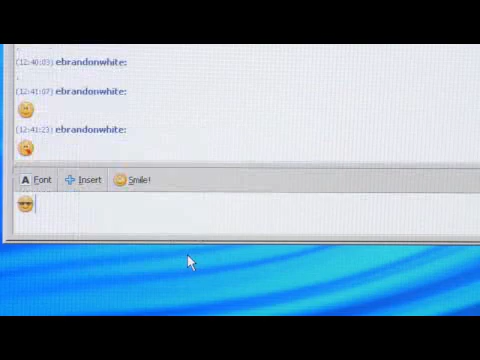 .
(12:40:03) ebrandonwhite:
.
(12:41:07) ebrandonwhite:
(12:41:23) ebrandonwhite:
A Font Insert Smile!